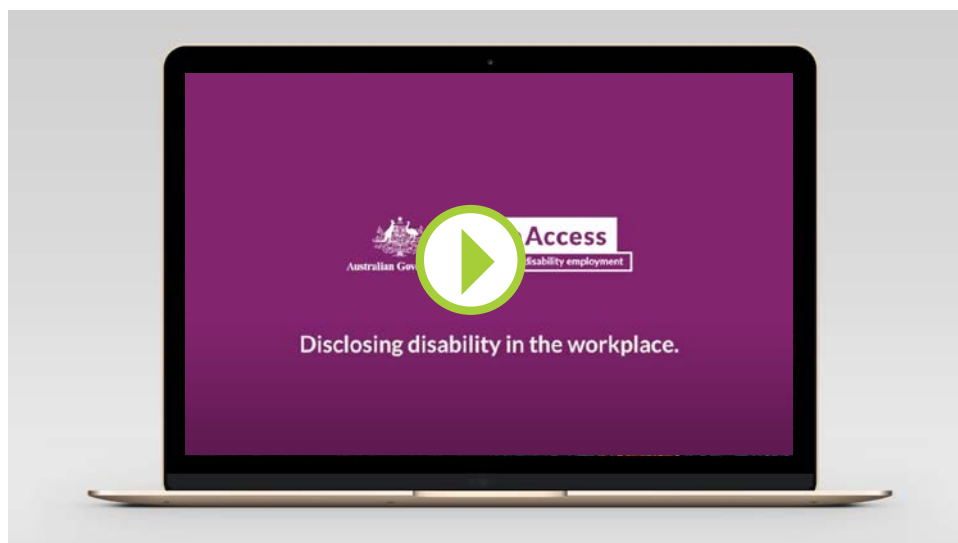 Access
Australian Gov
disability employment
Disclosing disability in the workplace.